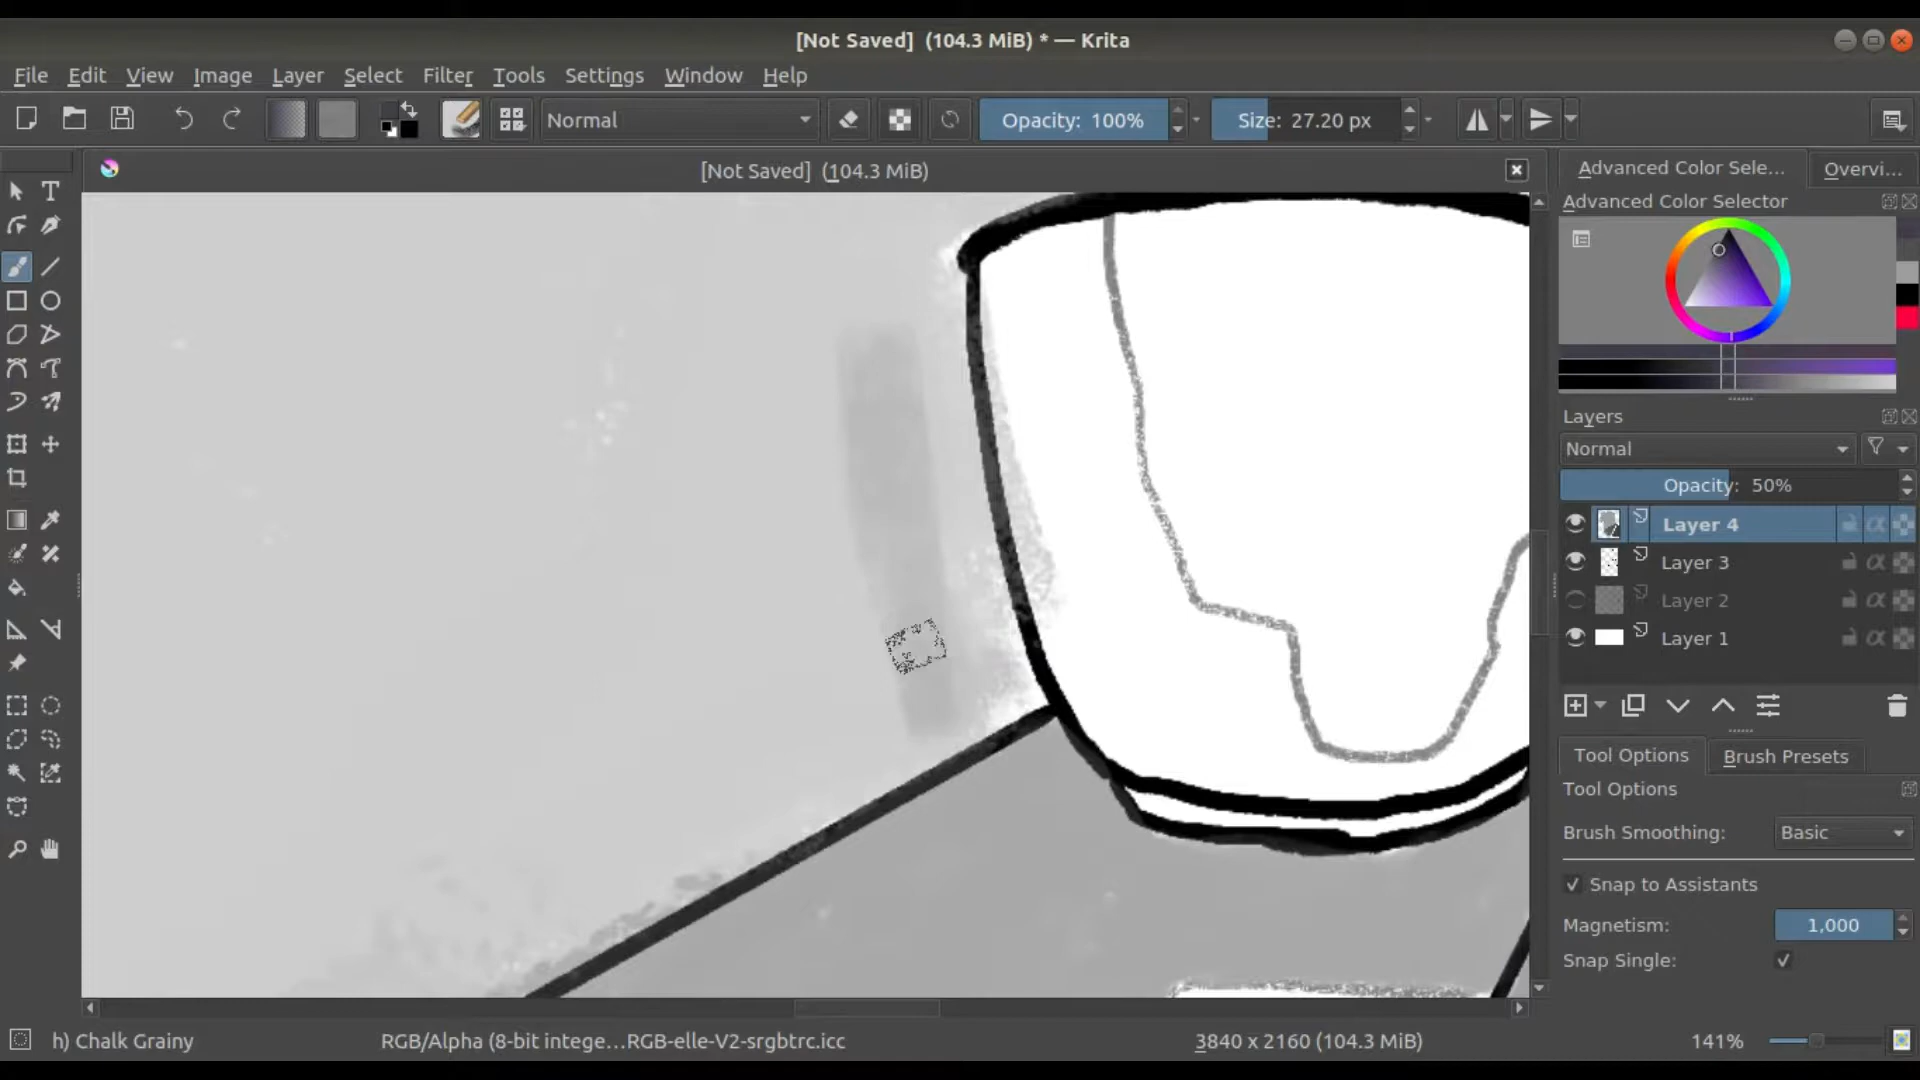 [Not Saved]  (104.3 MiB) * — Krita
File Edit View Image Layer Select Filter Tools Settings Window Help
Normal
Opacity: 100%
Size: 27.20 px
[Not Saved]  (104.3 MiB)
Advanced Color Sele...
Overvi...
Advanced Color Selector
Layers
Normal
Opacity: 50%
Layer 4
Layer 3
Layer 2
Layer 1
Tool Options
Brush Presets
Tool Options
Brush Smoothing: Basic
Snap to Assistants
Magnetism: 1,000
Snap Single:
h) Chalk Grainy
RGB/Alpha (8-bit intege...RGB-elle-V2-srgbtrc.icc
3840 x 2160 (104.3 MiB)
141%